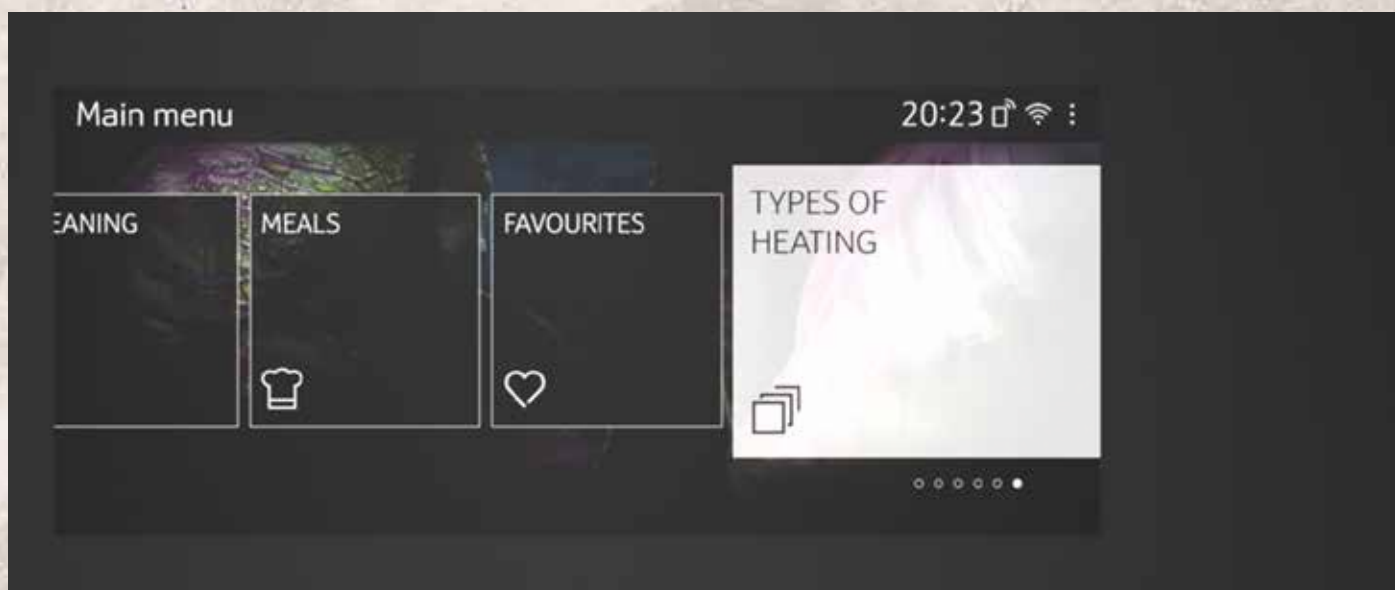 Main menu
20:23
EANING
MEALS
FAVOURITES
TYPES OF
HEATING